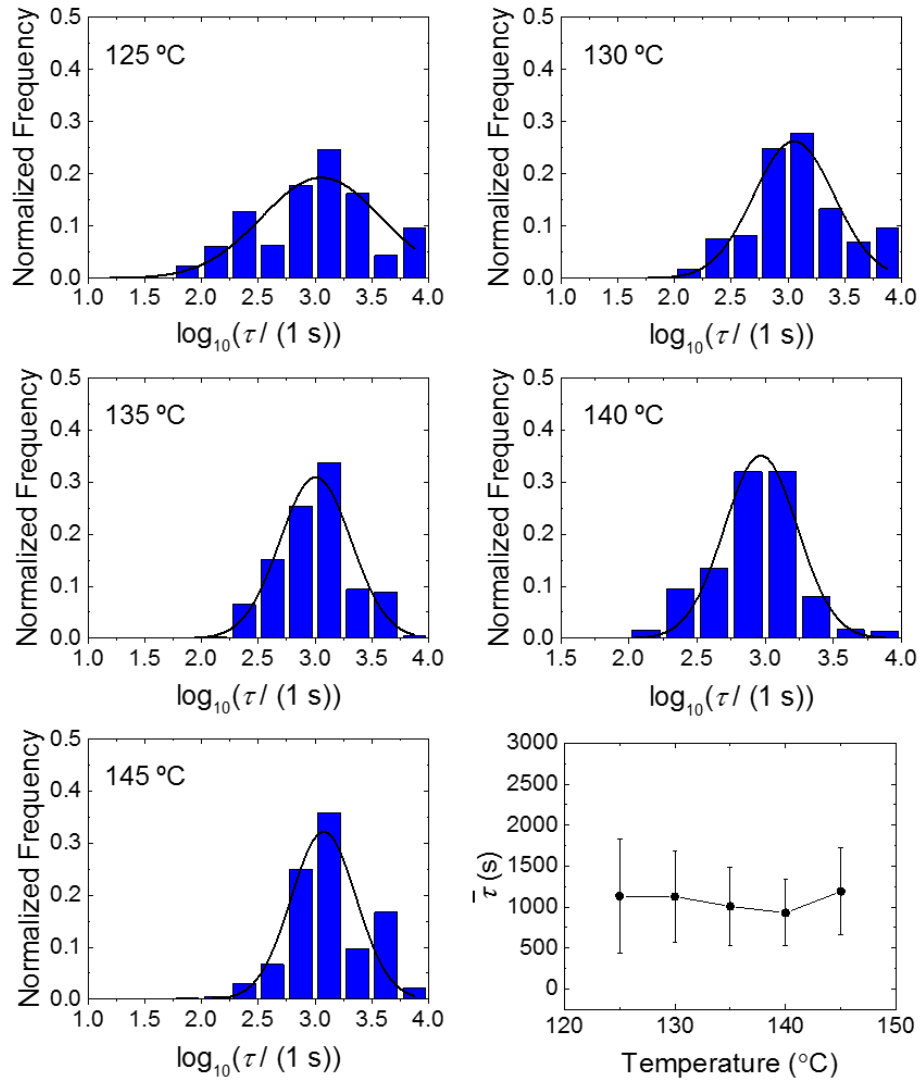 125 ºC
Normalized Frequency
0.5
0.4
0.3
0.2
0.1
0.0
1.0 1.5 2.0 2.5 3.0 3.5 4.0
log₁₀(τ / (1 s))
130 ºC
Normalized Frequency
0.5
0.4
0.3
0.2
0.1
0.0
1.0 1.5 2.0 2.5 3.0 3.5 4.0
log₁₀(τ / (1 s))
135 ºC
Normalized Frequency
0.5
0.4
0.3
0.2
0.1
0.0
1.0 1.5 2.0 2.5 3.0 3.5 4.0
log₁₀(τ / (1 s))
140 ºC
Normalized Frequency
0.5
0.4
0.3
0.2
0.1
0.0
1.5 2.0 2.5 3.0 3.5 4.0
log₁₀(τ / (1 s))
145 ºC
Normalized Frequency
0.5
0.4
0.3
0.2
0.1
0.0
1.0 1.5 2.0 2.5 3.0 3.5 4.0
log₁₀(τ / (1 s))
τ̄ (s)
3000
2500
2000
1500
1000
500
0
120 130 140 150
Temperature (°C)